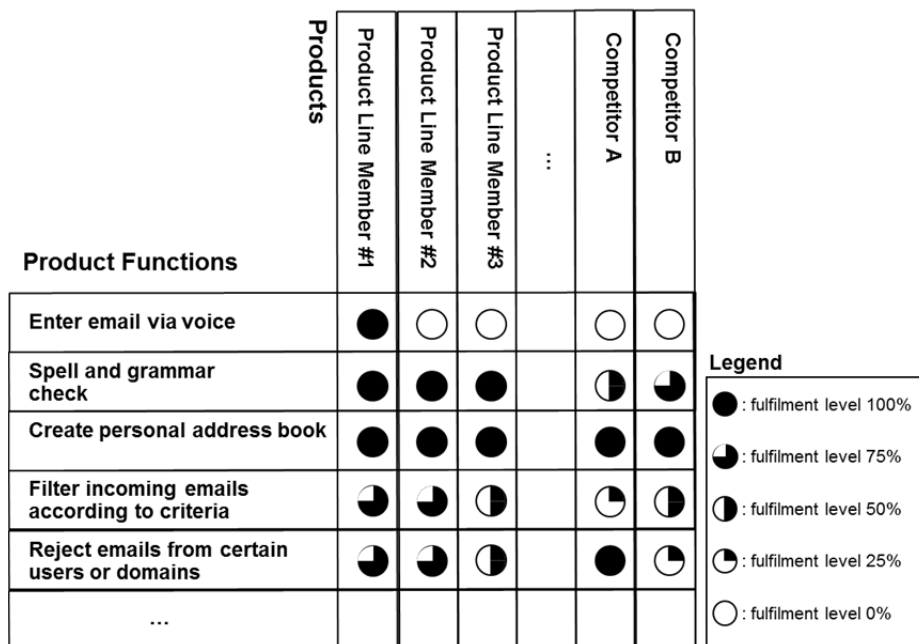 Products
Product Line Member #1
Product Line Member #2
Product Line Member #3
...
Competitor A
Competitor B
Product Functions
Enter email via voice
Spell and grammar
check
Create personal address book
Filter incoming emails
according to criteria
Reject emails from certain
users or domains
...
Legend
: fulfilment level 100%
: fulfilment level 75%
: fulfilment level 50%
: fulfilment level 25%
: fulfilment level 0%